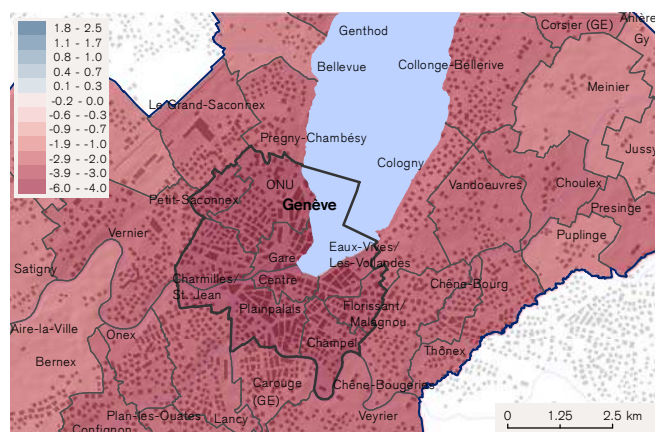 1.8 - 2.5
1.1 - 1.7
0.8 - 1.0
0.4 - 0.7
0.1 - 0.3
-0.2 - 0.0
-0.6 - -0.3
-0.9 - -0.7
-1.9 - -1.0
-2.9 - -2.0
-3.9 - -3.0
-6.0 - -4.0
Genthod
Corsier (GE)
Anières
Gy
Bellevue
Collonge-Bellerive
Meinier
Le Grand-Saconnex
Pregny-Chambésy
Jussy
Cologny
Petit-Saconnex
ONU
Genève
Vandoeuvres
Choulex
Presinge
Vernier
Gare
Eaux-Vives/
Les-Vollandes
Puplinge
Satigny
Charmilles/
St. Jean
Centre
Chêne-Bourg
Aire-la-Ville
Plainpalais
Florissant/
Malagnou
Onex
Champel
Thônex
Bernex
Carouge
(GE)
Chêne-Bougeries
Plan-les-Ouates
Lancy
Veyrier
Confignon
0 1.25 2.5 km